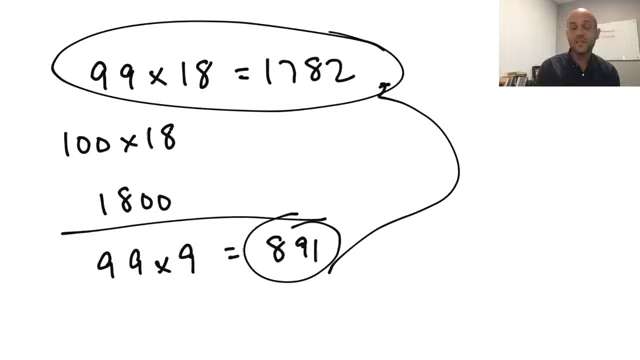 99 x 18 = 1782
100 x 18
1800
99 x 9 = 891